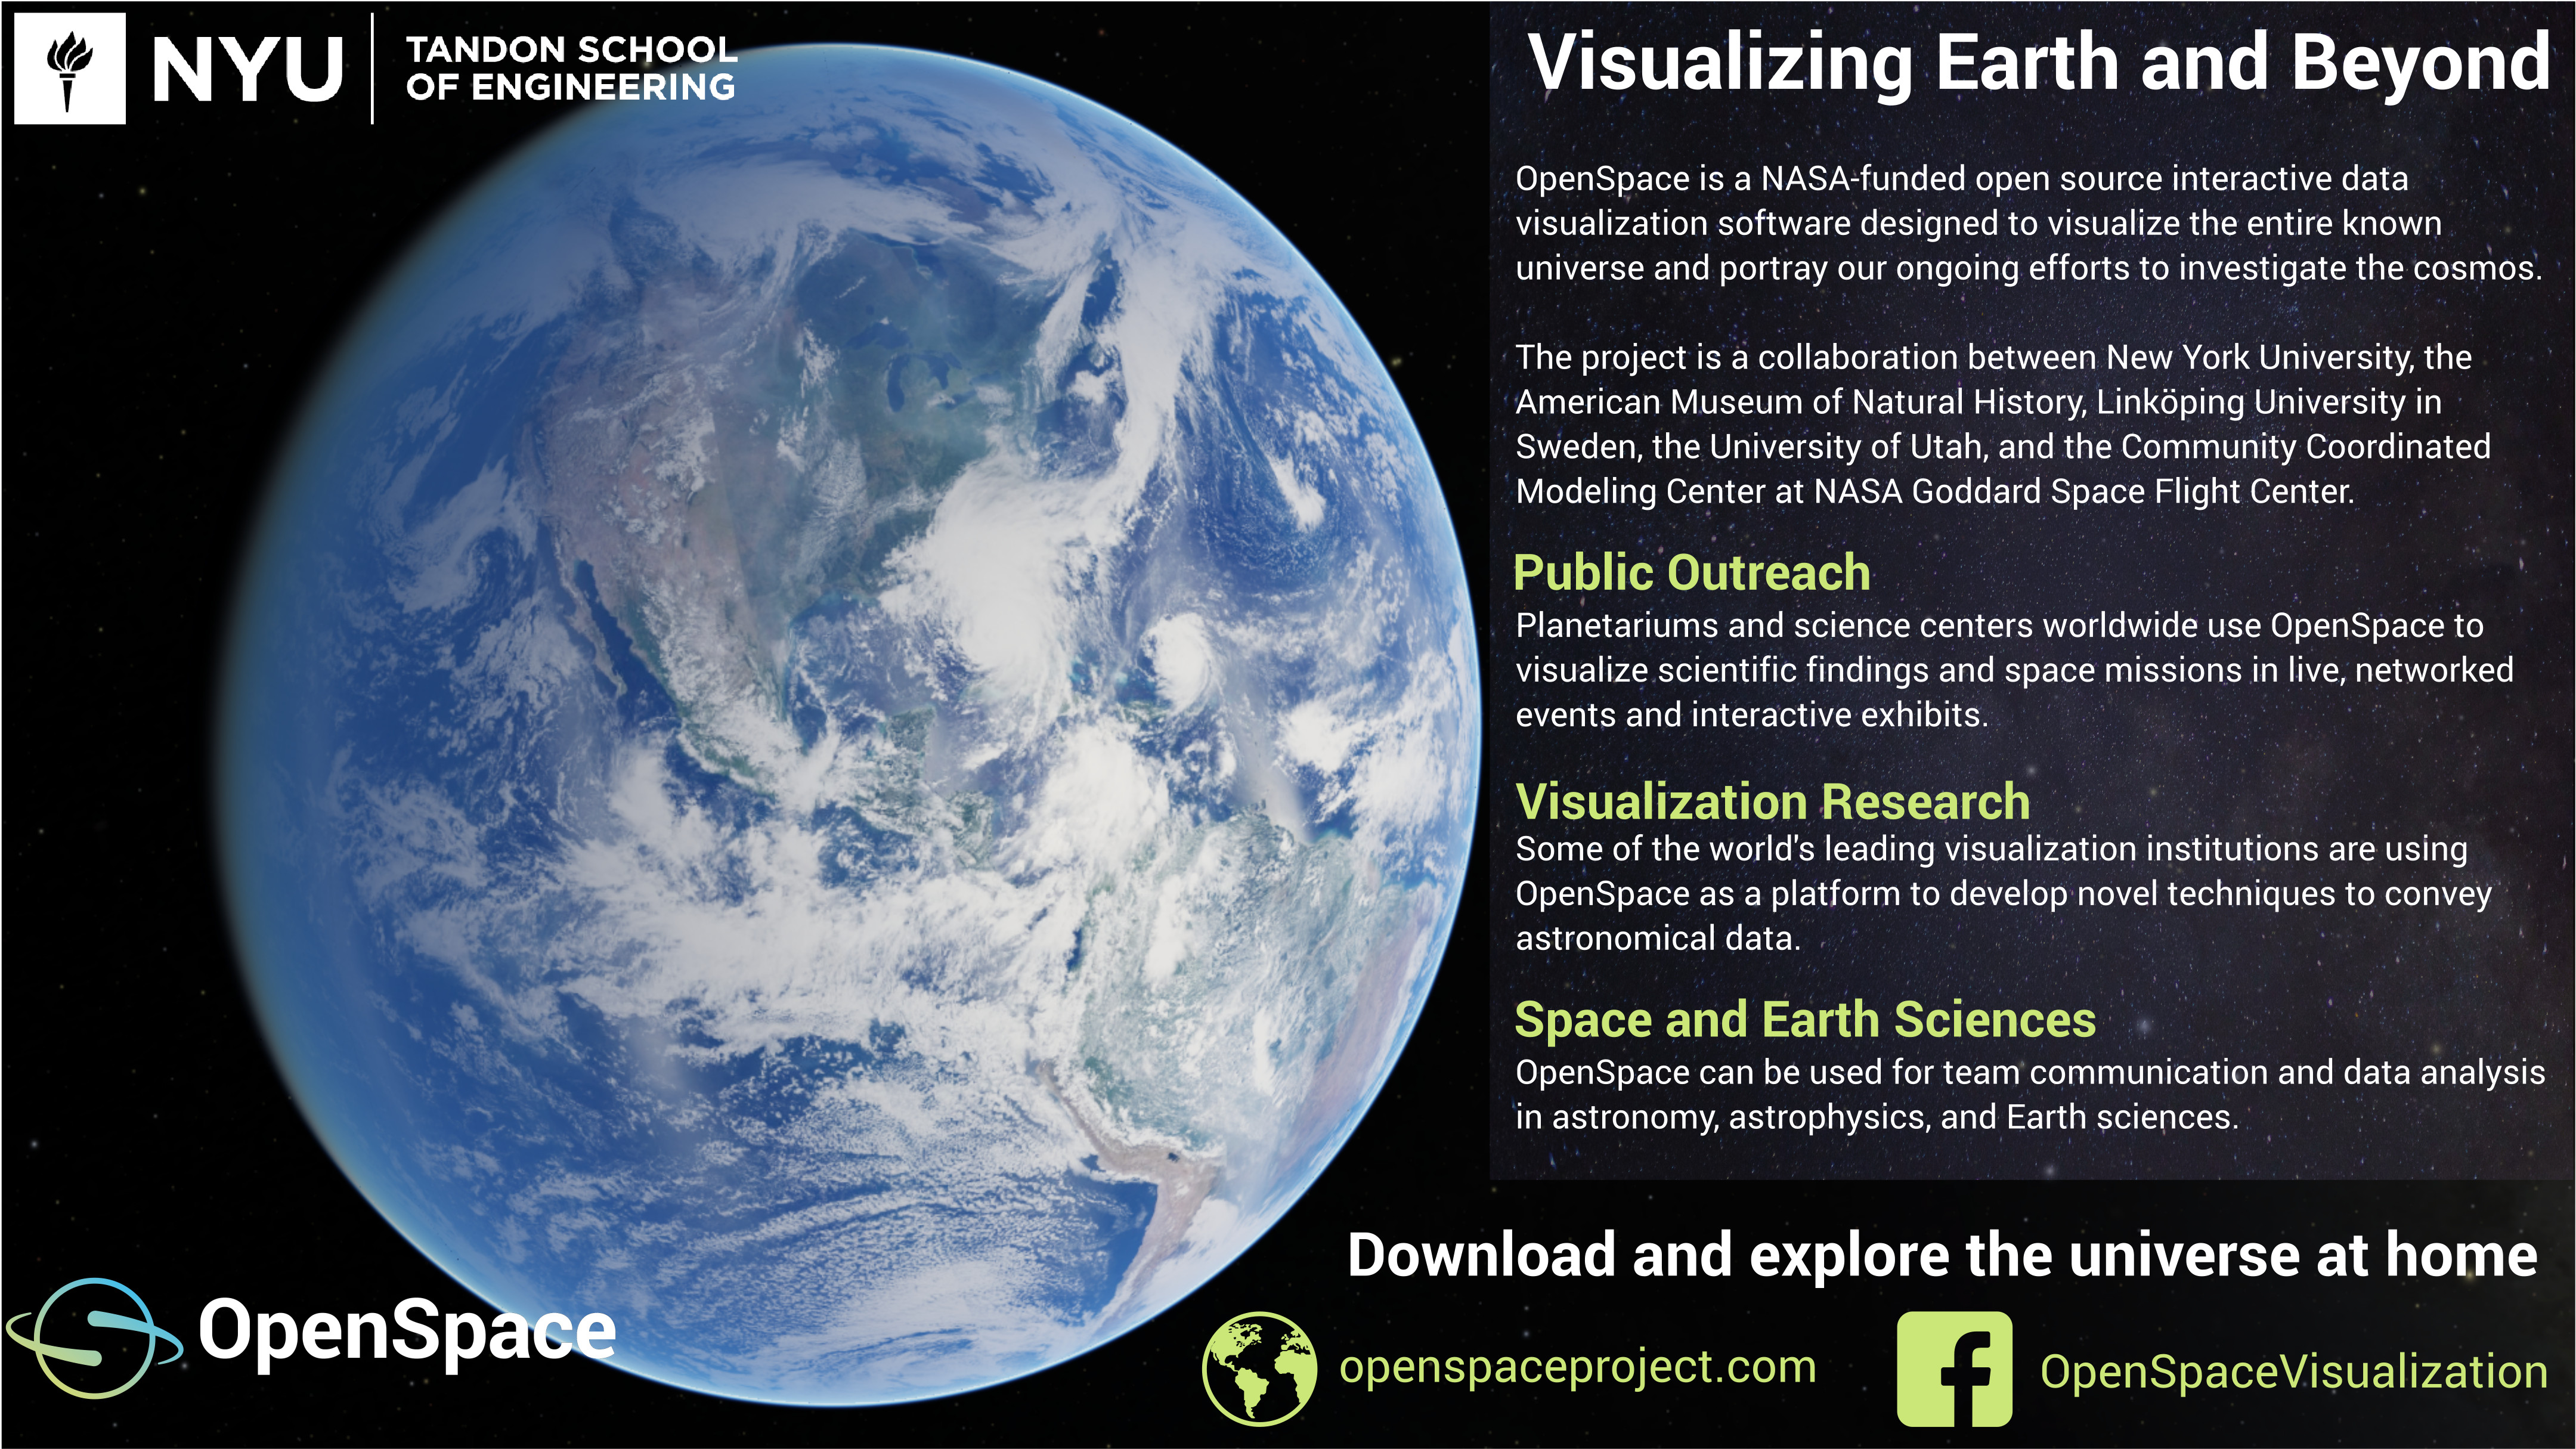 NYU
TANDON SCHOOL
OF ENGINEERING
Visualizing Earth and Beyond
OpenSpace is a NASA-funded open source interactive data
visualization software designed to visualize the entire known
universe and portray our ongoing efforts to investigate the cosmos.
The project is a collaboration between New York University, the
American Museum of Natural History, Linköping University in
Sweden, the University of Utah, and the Community Coordinated
Modeling Center at NASA Goddard Space Flight Center.
Public Outreach
Planetariums and science centers worldwide use OpenSpace to
visualize scientific findings and space missions in live, networked
events and interactive exhibits.
Visualization Research
Some of the world's leading visualization institutions are using
OpenSpace as a platform to develop novel techniques to convey
astronomical data.
Space and Earth Sciences
OpenSpace can be used for team communication and data analysis
in astronomy, astrophysics, and Earth sciences.
Download and explore the universe at home
OpenSpace
openspaceproject.com
OpenSpaceVisualization